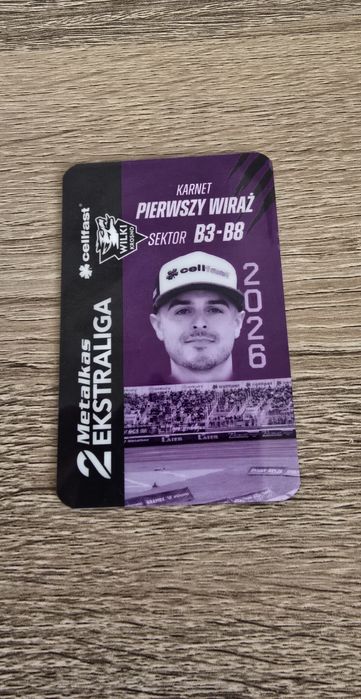 KARNET
PIERWSZY WIRAŻ
SEKTOR B3-B8
cellfast
2026
cellfast®
WILKI
KROSNO
Metalkas
2 EKSTRALIGA